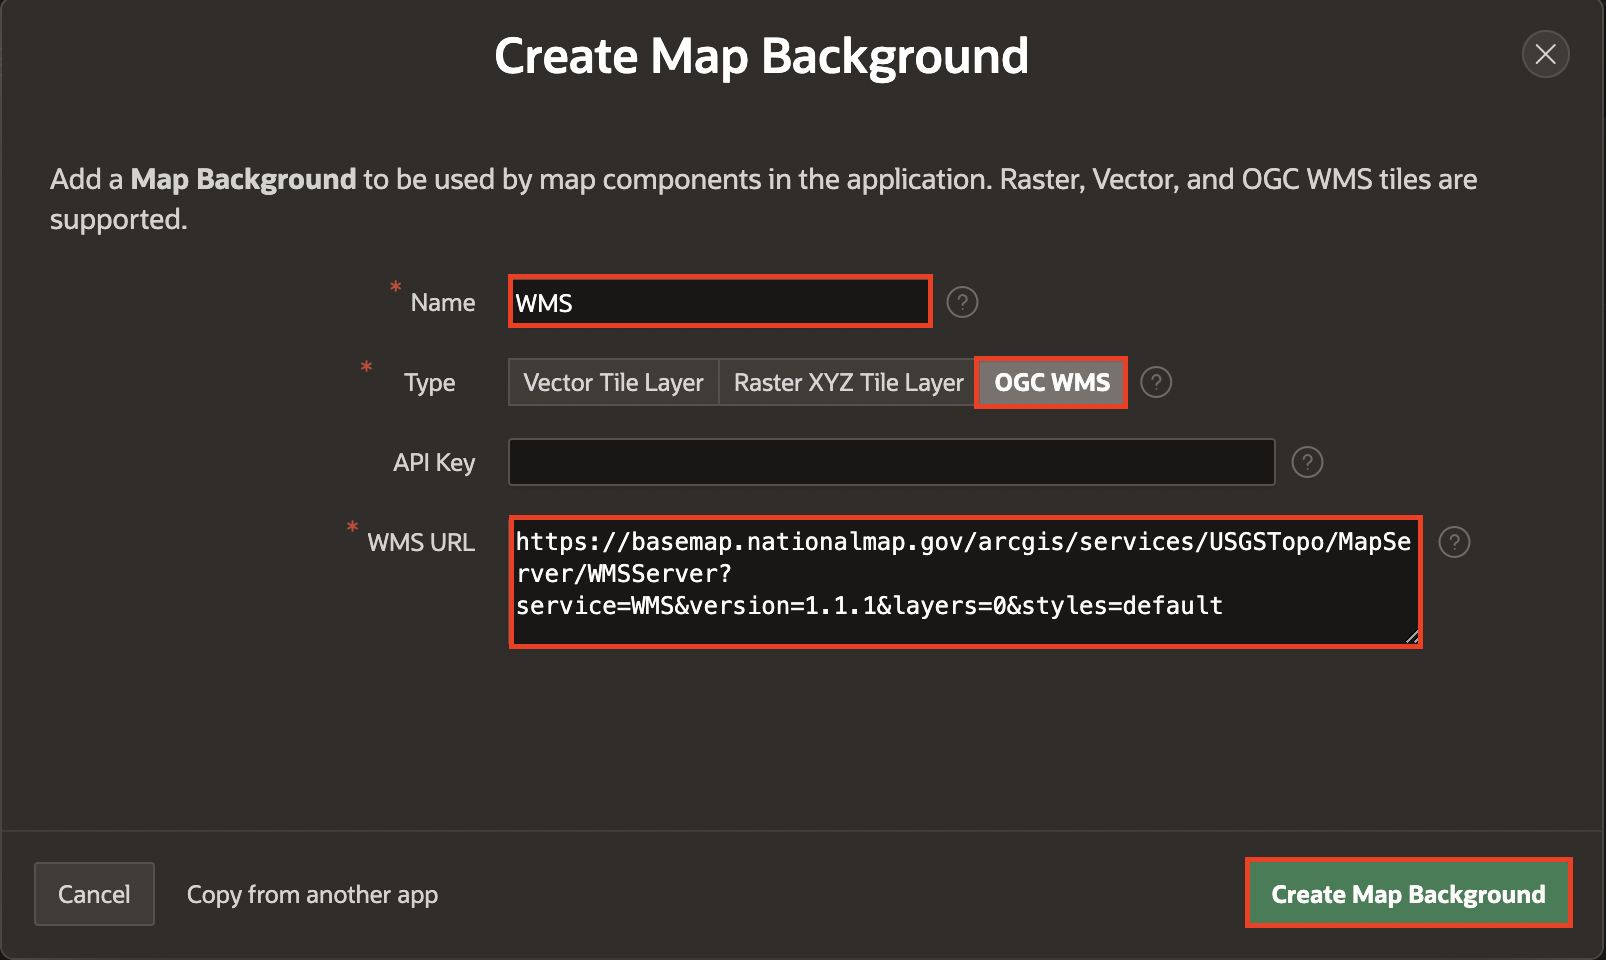 Create Map Background
Add a Map Background to be used by map components in the application. Raster, Vector, and OGC WMS tiles are
supported.
* Name
WMS
* Type
Vector Tile Layer Raster XYZ Tile Layer OGC WMS
API Key
* WMS URL
https://basemap.nationalmap.gov/arcgis/services/USGSTopo/MapSe
rver/WMSServer?
service=WMS&version=1.1.1&layers=0&styles=default
Cancel Copy from another app Create Map Background